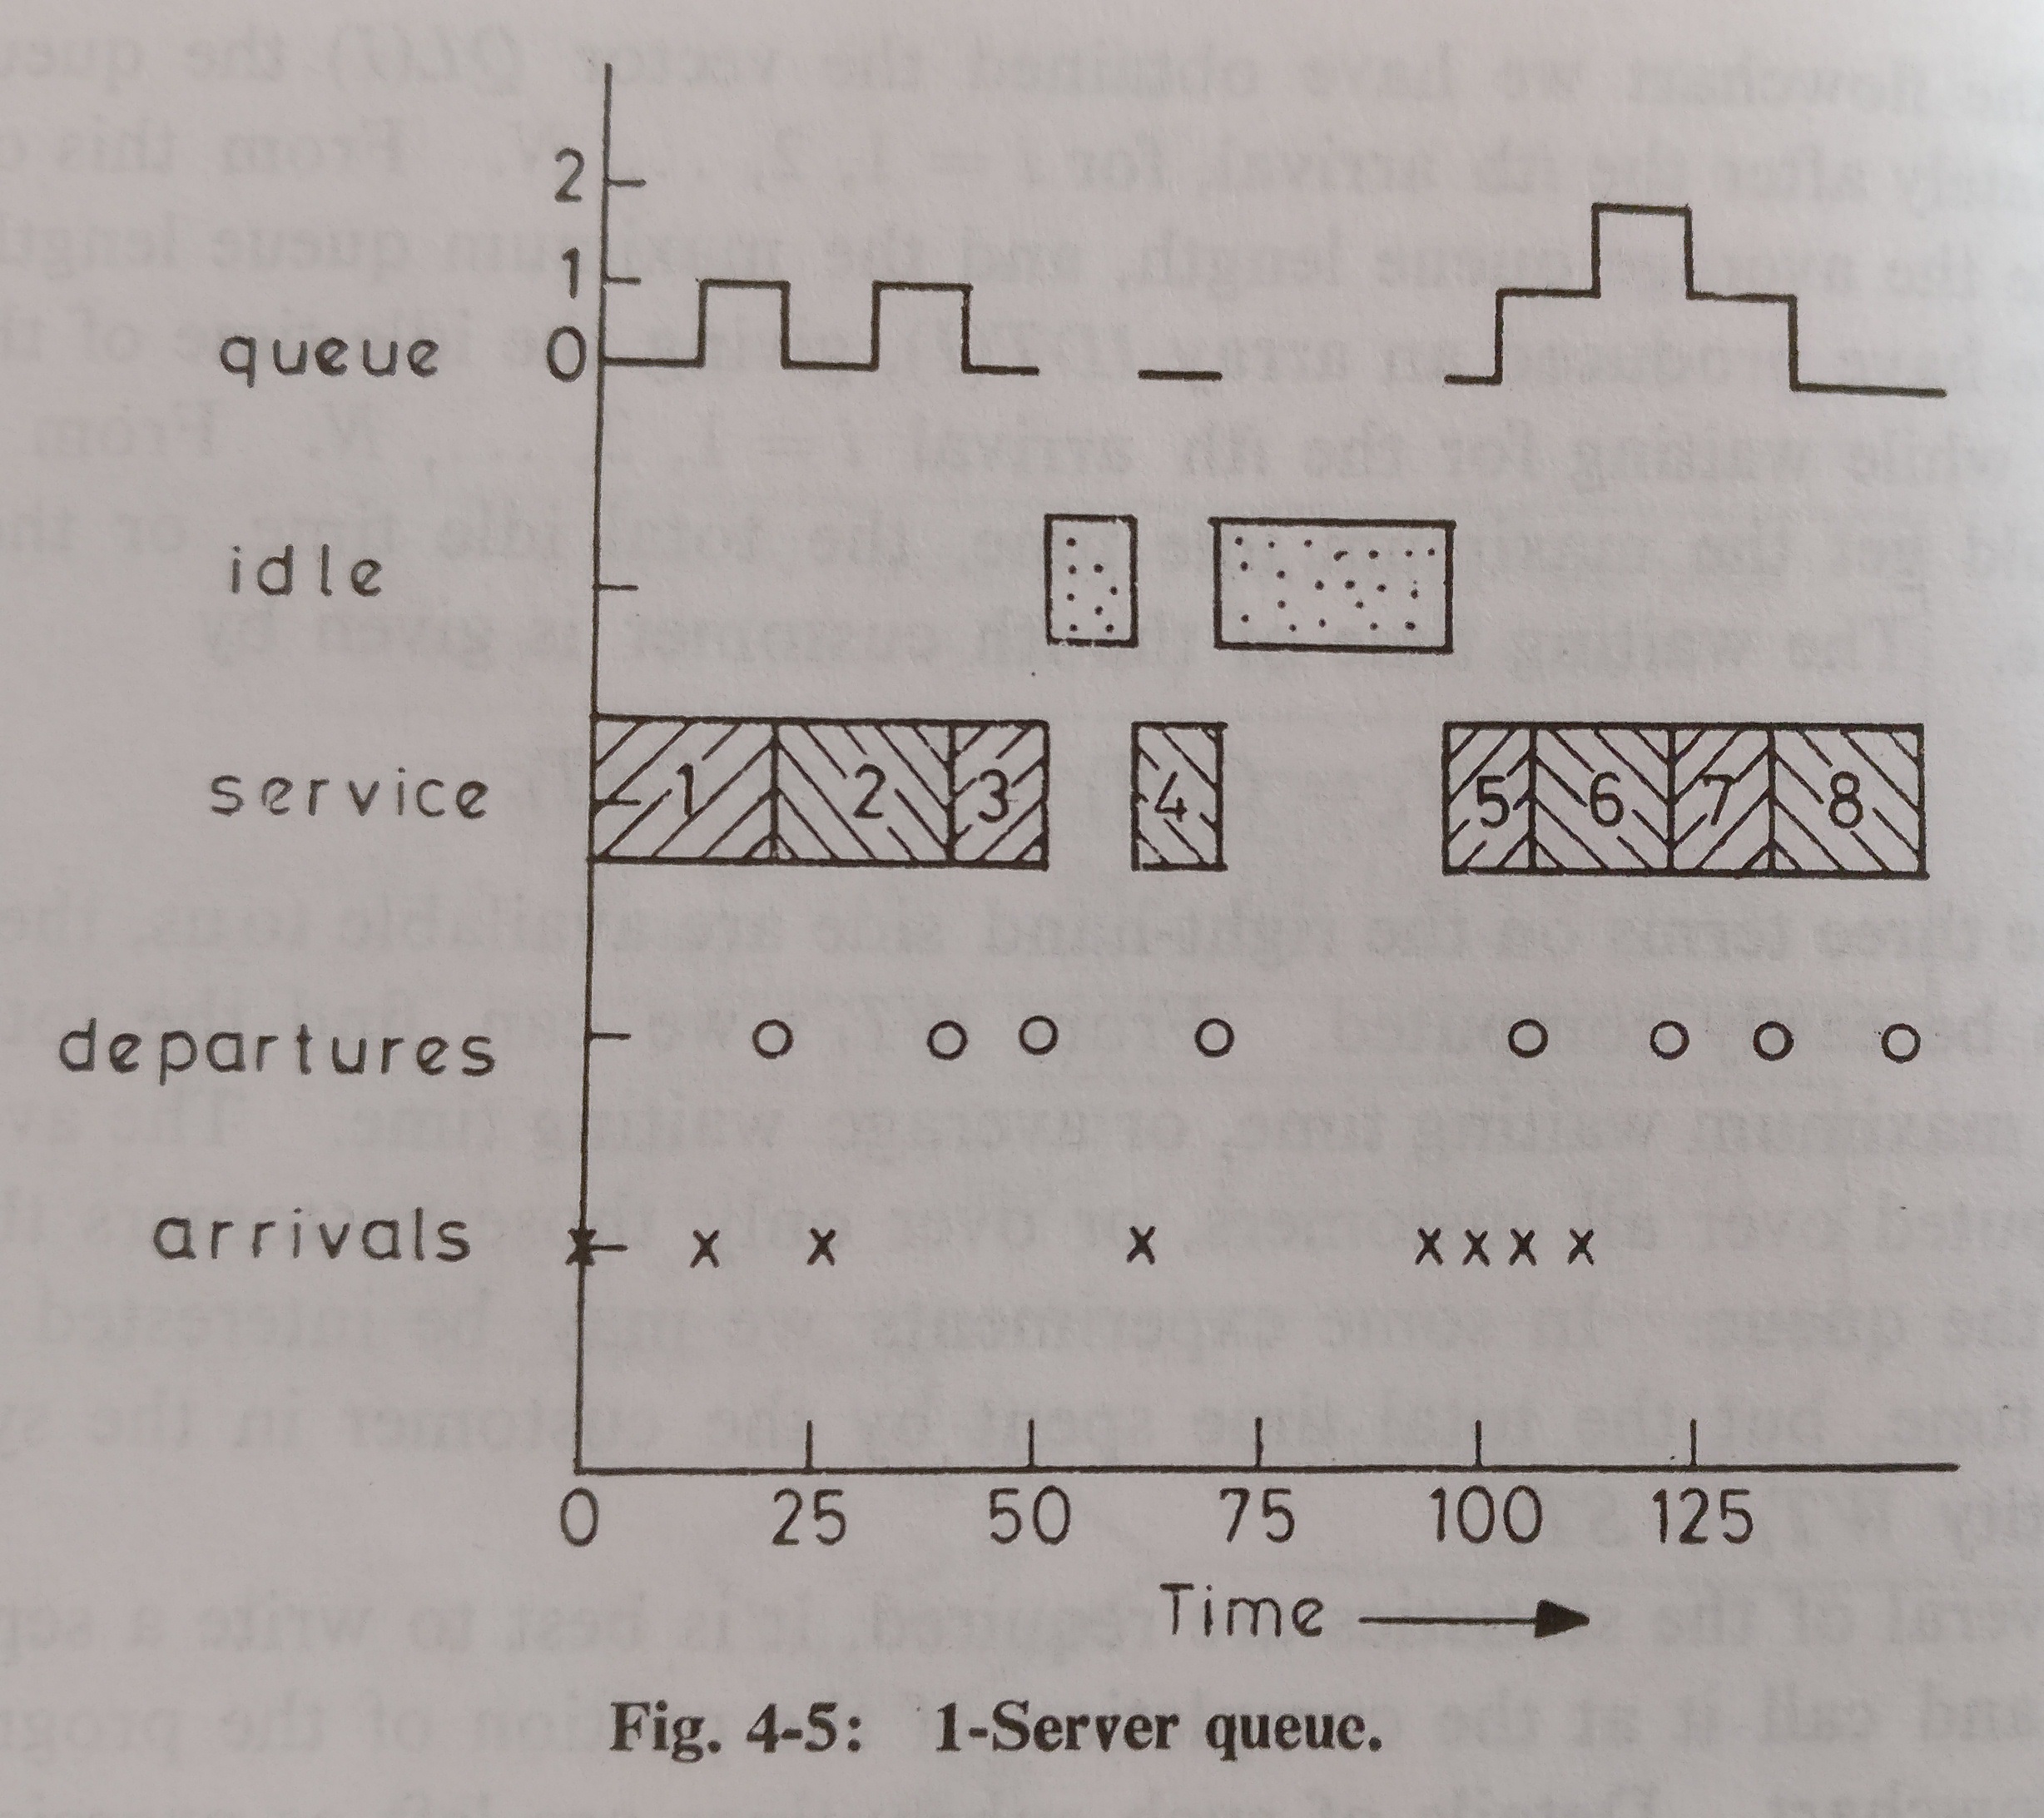 2
1
queue 0
idle
service 1 2 3 4 5 6 7 8
departures
arrivals
0 25 50 75 100 125
Time
Fig. 4-5: 1-Server queue.